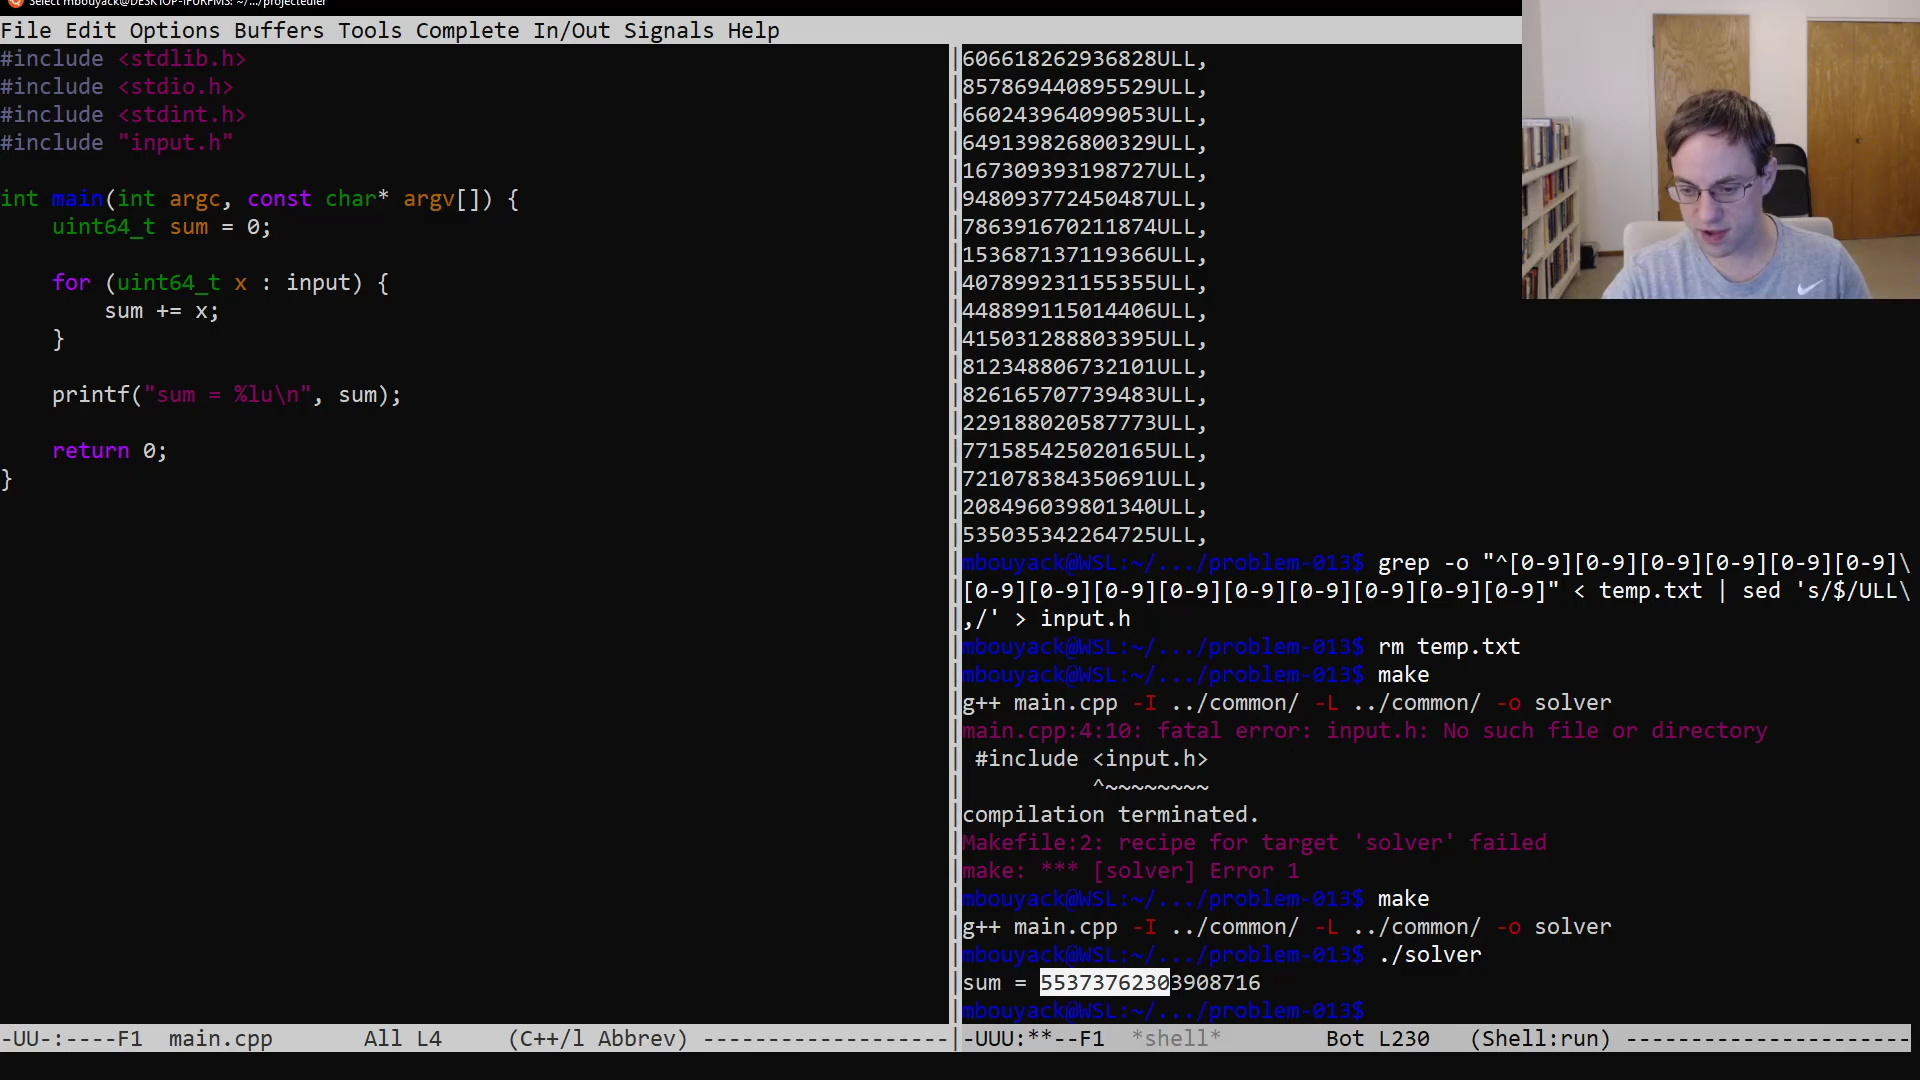 Select mbouyack@DESKTOP-IFURFMS: ~/.../projecteuler
File Edit Options Buffers Tools Complete In/Out Signals Help
#include <stdlib.h>
#include <stdio.h>
#include <stdint.h>
#include "input.h"
int main(int argc, const char* argv[]) {
uint64_t sum = 0;
for (uint64_t x : input) {
sum += x;
}
printf("sum = %lu\n", sum);
return 0;
}
-UU-:----F1 main.cpp All L4 (C++/l Abbrev) -------------------
606618262936828ULL,
857869440895529ULL,
660243964099053ULL,
649139826800329ULL,
167309393198727ULL,
948093772450487ULL,
786391670211874ULL,
153687137119366ULL,
407899231155355ULL,
448899115014406ULL,
415031288803395ULL,
812348806732101ULL,
826165707739483ULL,
229188020587773ULL,
771585425020165ULL,
721078384350691ULL,
208496039801340ULL,
535035342264725ULL,
mbouyack@WSL:~/.../problem-013$ grep -o "^[0-9][0-9][0-9][0-9][0-9][0-9]\
[0-9][0-9][0-9][0-9][0-9][0-9][0-9][0-9][0-9]" < temp.txt | sed 's/$/ULL\
,/' > input.h
mbouyack@WSL:~/.../problem-013$ rm temp.txt
mbouyack@WSL:~/.../problem-013$ make
g++ main.cpp -I ../common/ -L ../common/ -o solver
main.cpp:4:10: fatal error: input.h: No such file or directory
#include <input.h>
^~~~~~~~~
compilation terminated.
Makefile:2: recipe for target 'solver' failed
make: *** [solver] Error 1
mbouyack@WSL:~/.../problem-013$ make
g++ main.cpp -I ../common/ -L ../common/ -o solver
mbouyack@WSL:~/.../problem-013$ ./solver
sum = 55373762303908716
mbouyack@WSL:~/.../problem-013$
-UUU:**--F1 *shell* Bot L230 (Shell:run) ----------------------